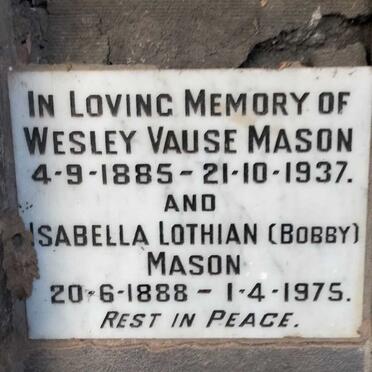 IN LOVING MEMORY OF
WESLEY VAUSE MASON
4-9-1885 - 21-10-1937.
AND
ISABELLA LOTHIAN (BOBBY)
MASON
20-6-1888 - 1-4-1975.
REST IN PEACE.